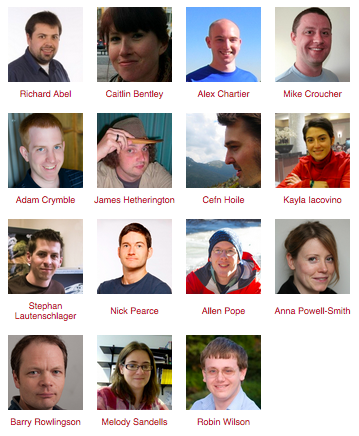 Richard Abel
Caitlin Bentley
Alex Chartier
Mike Croucher
Adam Crymble
James Hetherington
Cefn Hoile
Kayla Iacovino
Stephan
Lautenschlager
Nick Pearce
Allen Pope
Anna Powell-Smith
Barry Rowlingson
Melody Sandells
Robin Wilson